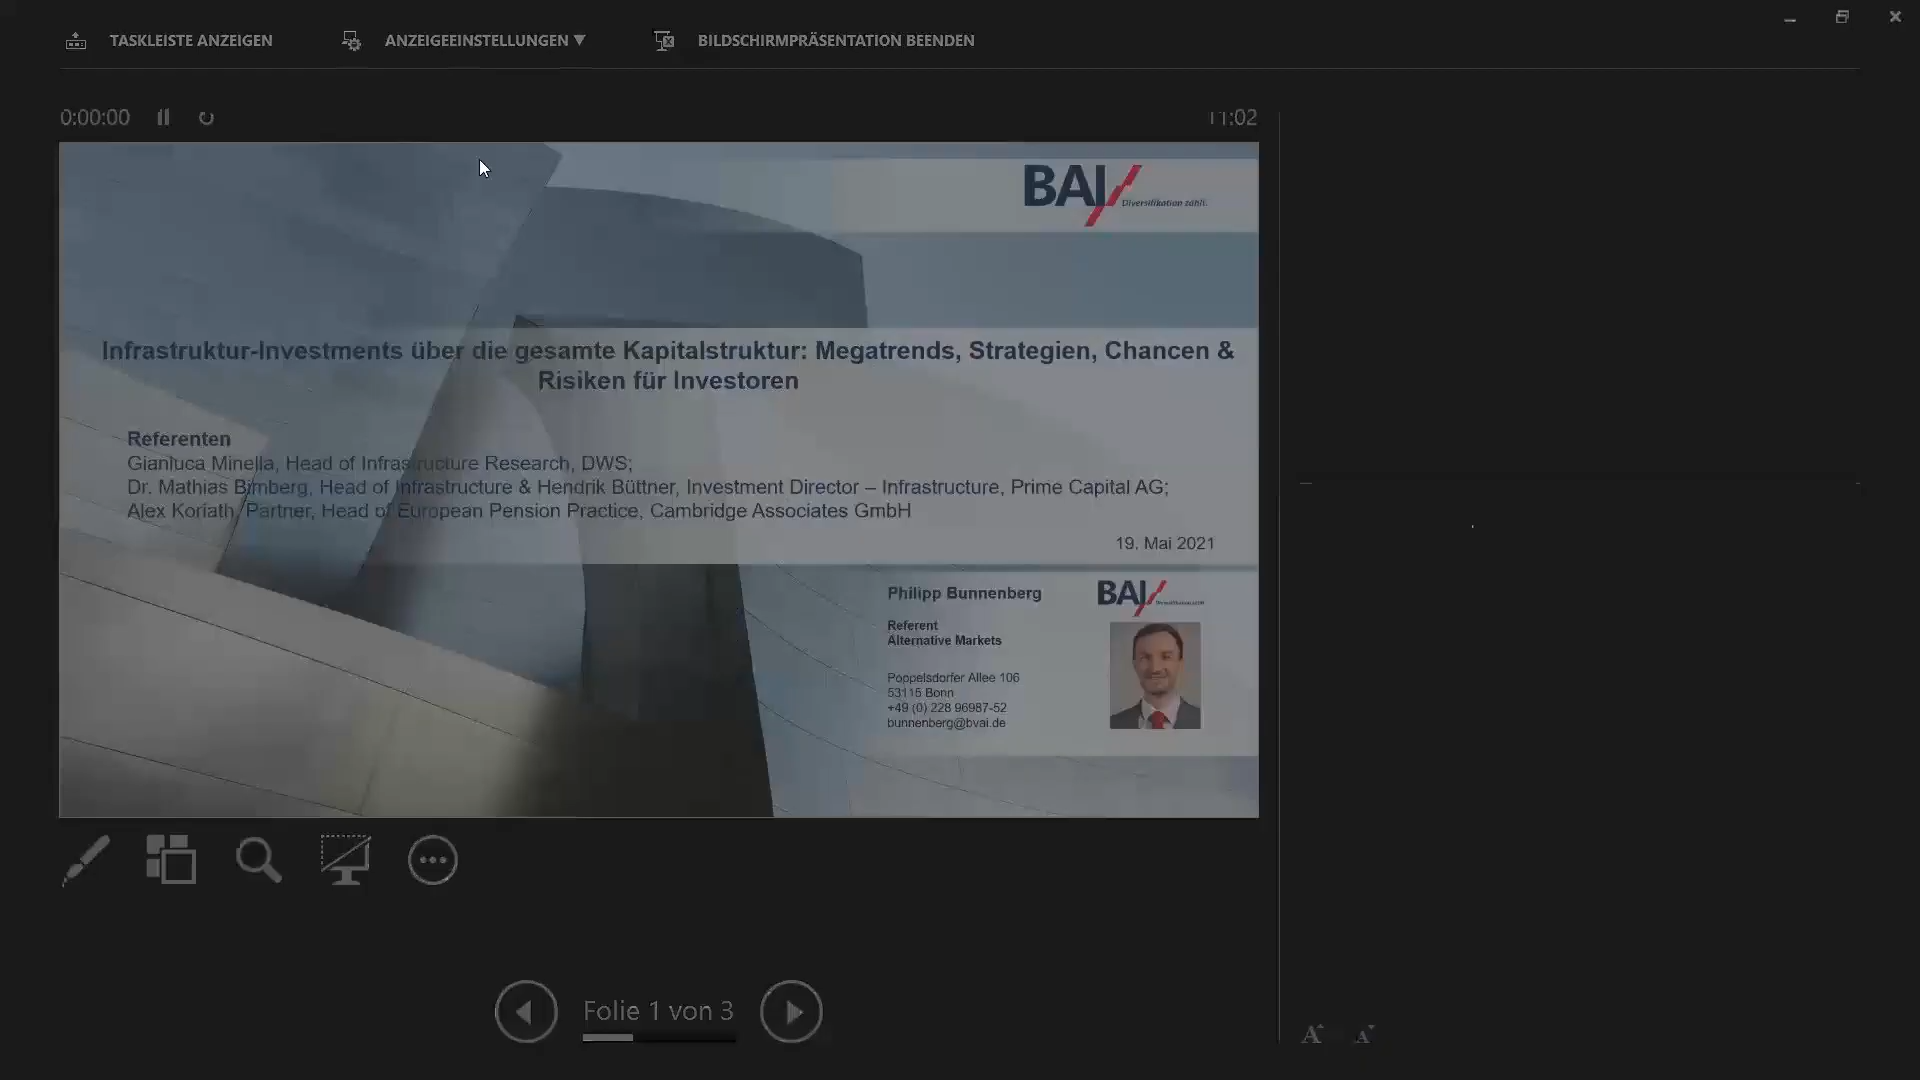 TASKLEISTE ANZEIGEN
ANZEIGEEINSTELLUNGEN ▼
BILDSCHIRMPRÄSENTATION BEENDEN
0:00:00
11:02
BAI
Diversifikation zählt.
Infrastruktur-Investments über die gesamte Kapitalstruktur: Megatrends, Strategien, Chancen &
Risiken für Investoren
Referenten
Gianluca Minella, Head of Infrastructure Research, DWS;
Dr. Mathias Bimberg, Head of Infrastructure & Hendrik Büttner, Investment Director – Infrastructure, Prime Capital AG;
Alex Koriath, Partner, Head of European Pension Practice, Cambridge Associates GmbH
19. Mai 2021
Philipp Bunnenberg
BAI
Referent
Alternative Markets
Poppelsdorfer Allee 106
53115 Bonn
+49 (0) 228 96987-52
bunnenberg@bvai.de
Folie 1 von 3
A A